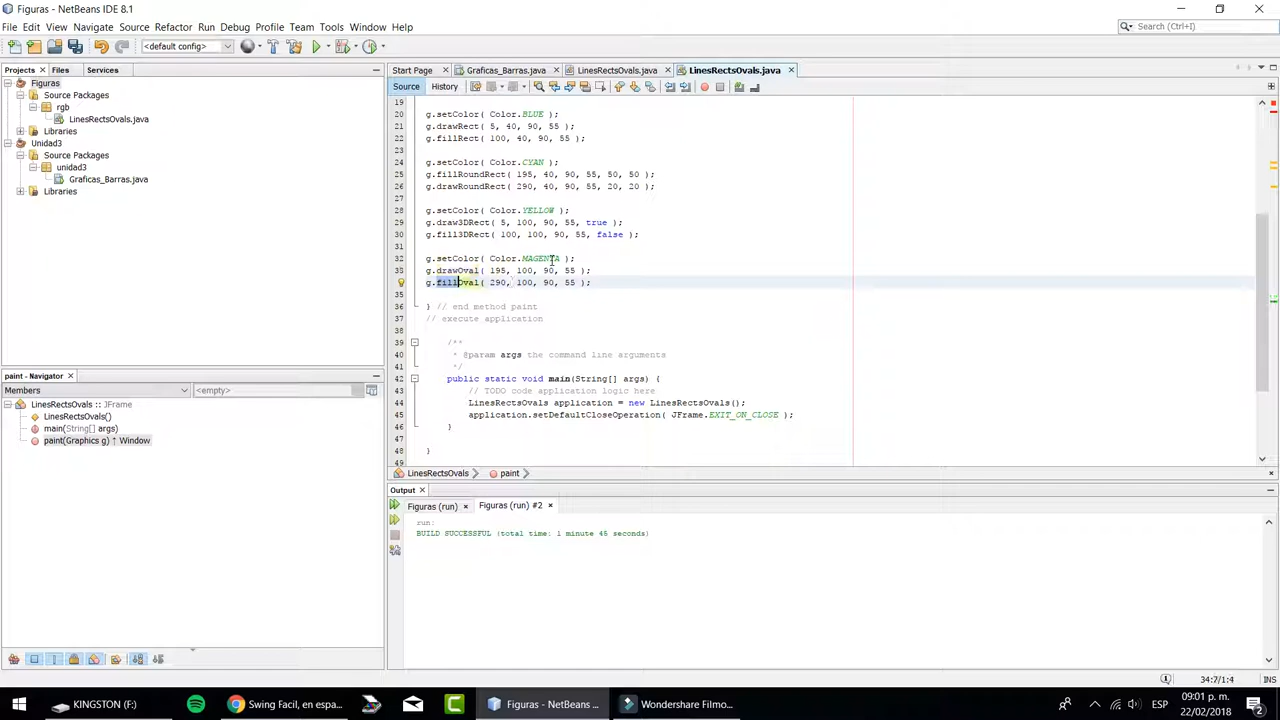 Figuras - NetBeans IDE 8.1
File Edit View Navigate Source Refactor Run Debug Profile Team Tools Window Help
Search (Ctrl+I)
<default config>
Projects Files Services
Start Page Graficas_Barras.java LinesRectsOvals.java LinesRectsOvals.java
Source History
Figuras
Source Packages
rgb
LinesRectsOvals.java
Libraries
Unidad3
Source Packages
unidad3
Graficas_Barras.java
Libraries
19
20 g.setColor( Color.BLUE );
21 g.drawRect( 5, 40, 90, 55 );
22 g.fillRect( 100, 40, 90, 55 );
23
24 g.setColor( Color.CYAN );
25 g.fillRoundRect( 195, 40, 90, 55, 50, 50 );
26 g.drawRoundRect( 290, 40, 90, 55, 20, 20 );
27
28 g.setColor( Color.YELLOW );
29 g.draw3DRect( 5, 100, 90, 55, true );
30 g.fill3DRect( 100, 100, 90, 55, false );
31
32 g.setColor( Color.MAGENTA );
33 g.drawOval( 195, 100, 90, 55 );
g.fillOval( 290, 100, 90, 55 );
35
36 } // end method paint
37 // execute application
38
39 /**
40 * @param args the command line arguments
41 */
42 public static void main(String[] args) {
43 // TODO code application logic here
44 LinesRectsOvals application = new LinesRectsOvals();
45 application.setDefaultCloseOperation( JFrame.EXIT_ON_CLOSE );
46 }
47
48 }
49
LinesRectsOvals paint
paint - Navigator
Members <empty>
LinesRectsOvals :: JFrame
LinesRectsOvals()
main(String[] args)
paint(Graphics g) ↑ Window
Output
Figuras (run) Figuras (run) #2
run:
BUILD SUCCESSFUL (total time: 1 minute 45 seconds)
34:7/1:4 INS
KINGSTON (F:) Swing Facil, en espa... Figuras - NetBeans ... Wondershare Filmo... ESP 09:01 p. m.
22/02/2018
2